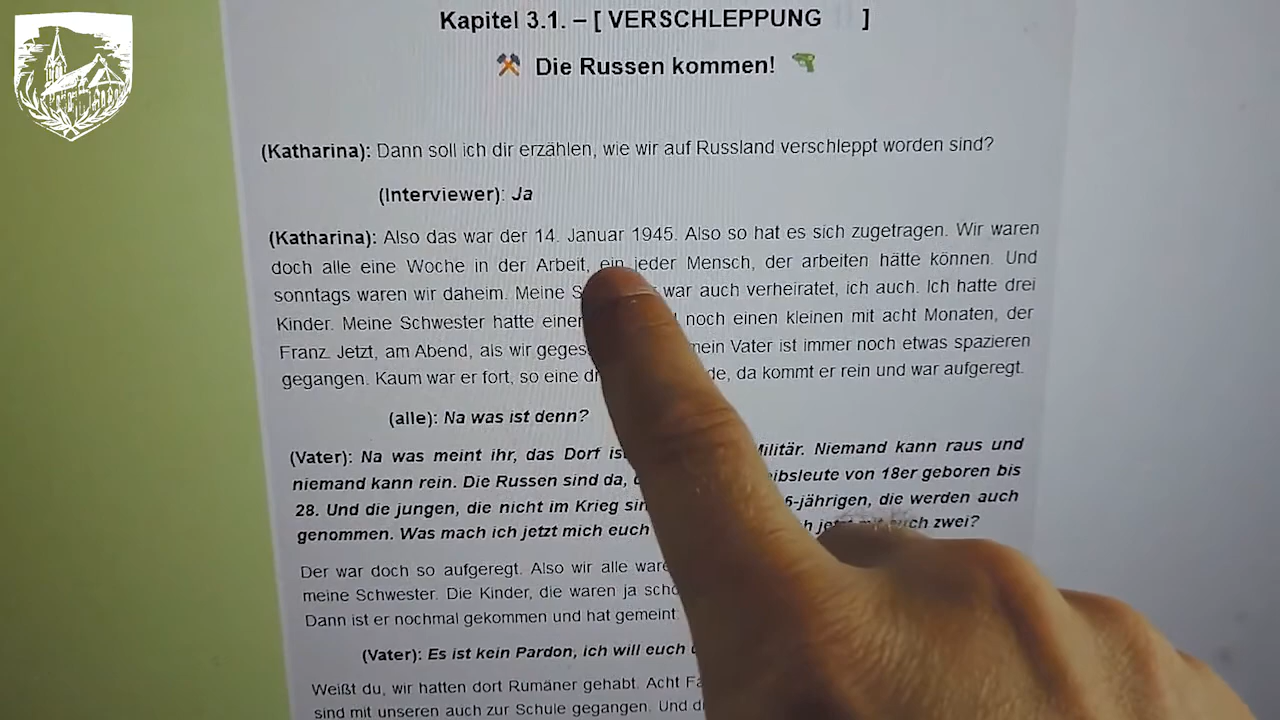 Kapitel 3.1. – [ VERSCHLEPPUNG ]
Die Russen kommen!
(Katharina): Dann soll ich dir erzählen, wie wir auf Russland verschleppt worden sind?
(Interviewer): Ja
(Katharina): Also das war der 14. Januar 1945. Also so hat es sich zugetragen. Wir waren
doch alle eine Woche in der Arbeit, ein jeder Mensch, der arbeiten hätte können. Und
sonntags waren wir daheim. Meine war auch verheiratet, ich auch. Ich hatte drei
Kinder. Meine Schwester hatte noch einen kleinen mit acht Monaten, der
Franz. Jetzt, am Abend, als wir mein Vater ist immer noch etwas spazieren
gegangen. Kaum war er fort, so eine da kommt er rein und war aufgeregt.
(alle): Na was ist denn?
(Vater): Na was meint ihr, das Dorf Militär. Niemand kann raus und
niemand kann rein. Die Russen sind da, von 18er geboren bis
28. Und die jungen, die nicht im Krieg die werden auch
genommen. Was mach ich jetzt mich euch jetzt mit euch zwei?
Der war doch so aufgeregt. Also wir alle
meine Schwester. Die Kinder, die waren ja
Dann ist er nochmal gekommen und hat gemeint:
(Vater): Es ist kein Pardon, ich will euch
Weißt du, wir hatten dort Rumäner gehabt. Acht
sind mit unseren auch zur Schule gegangen. Und